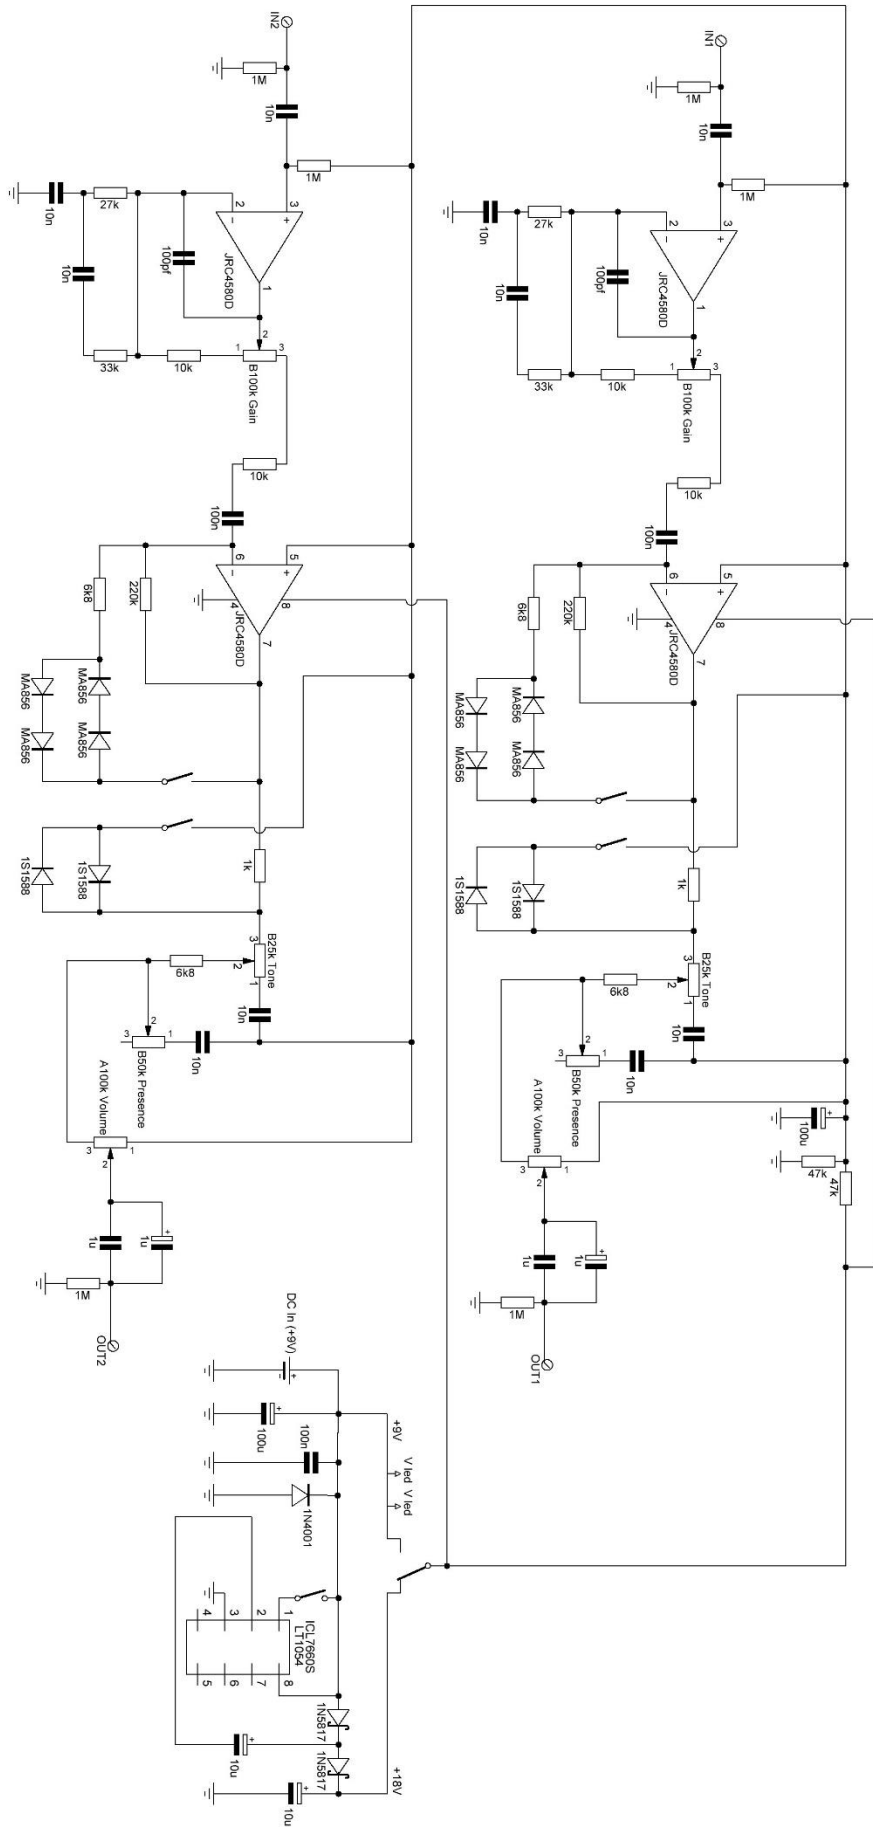 IN1
1M
10n
1M
3
2
+
−
1
JRC4580D
100pf
27k
10n
10n
33k
10k
1
2
3
B100k Gain
10k
100n
5
6
+
−
8
4
7
JRC4580D
220k
6k8
MA856
MA856
MA856
MA856
1S1588
1S1588
1k
B25k Tone
3
2
1
10n
6k8
10n
1
2
3
B50k Presence
A100k Volume
1
2
3
+
100u
47k
47k
1u
+
1u
1M
OUT1
IN2
1M
10n
1M
3
2
+
−
1
JRC4580D
100pf
27k
10n
10n
33k
10k
1
2
3
B100k Gain
10k
100n
5
6
+
−
8
4
7
JRC4580D
220k
6k8
MA856
MA856
MA856
MA856
1S1588
1S1588
1k
B25k Tone
3
2
1
10n
6k8
10n
1
2
3
B50k Presence
A100k Volume
1
2
3
1u
+
1u
1M
OUT2
DC In (+9V)
+
-
+
100u
100n
1N4001
+9V
V led
V led
ICL7660S
LT1054
1
2
3
4
8
7
6
5
1N5817
1N5817
+
10u
+
10u
+18V